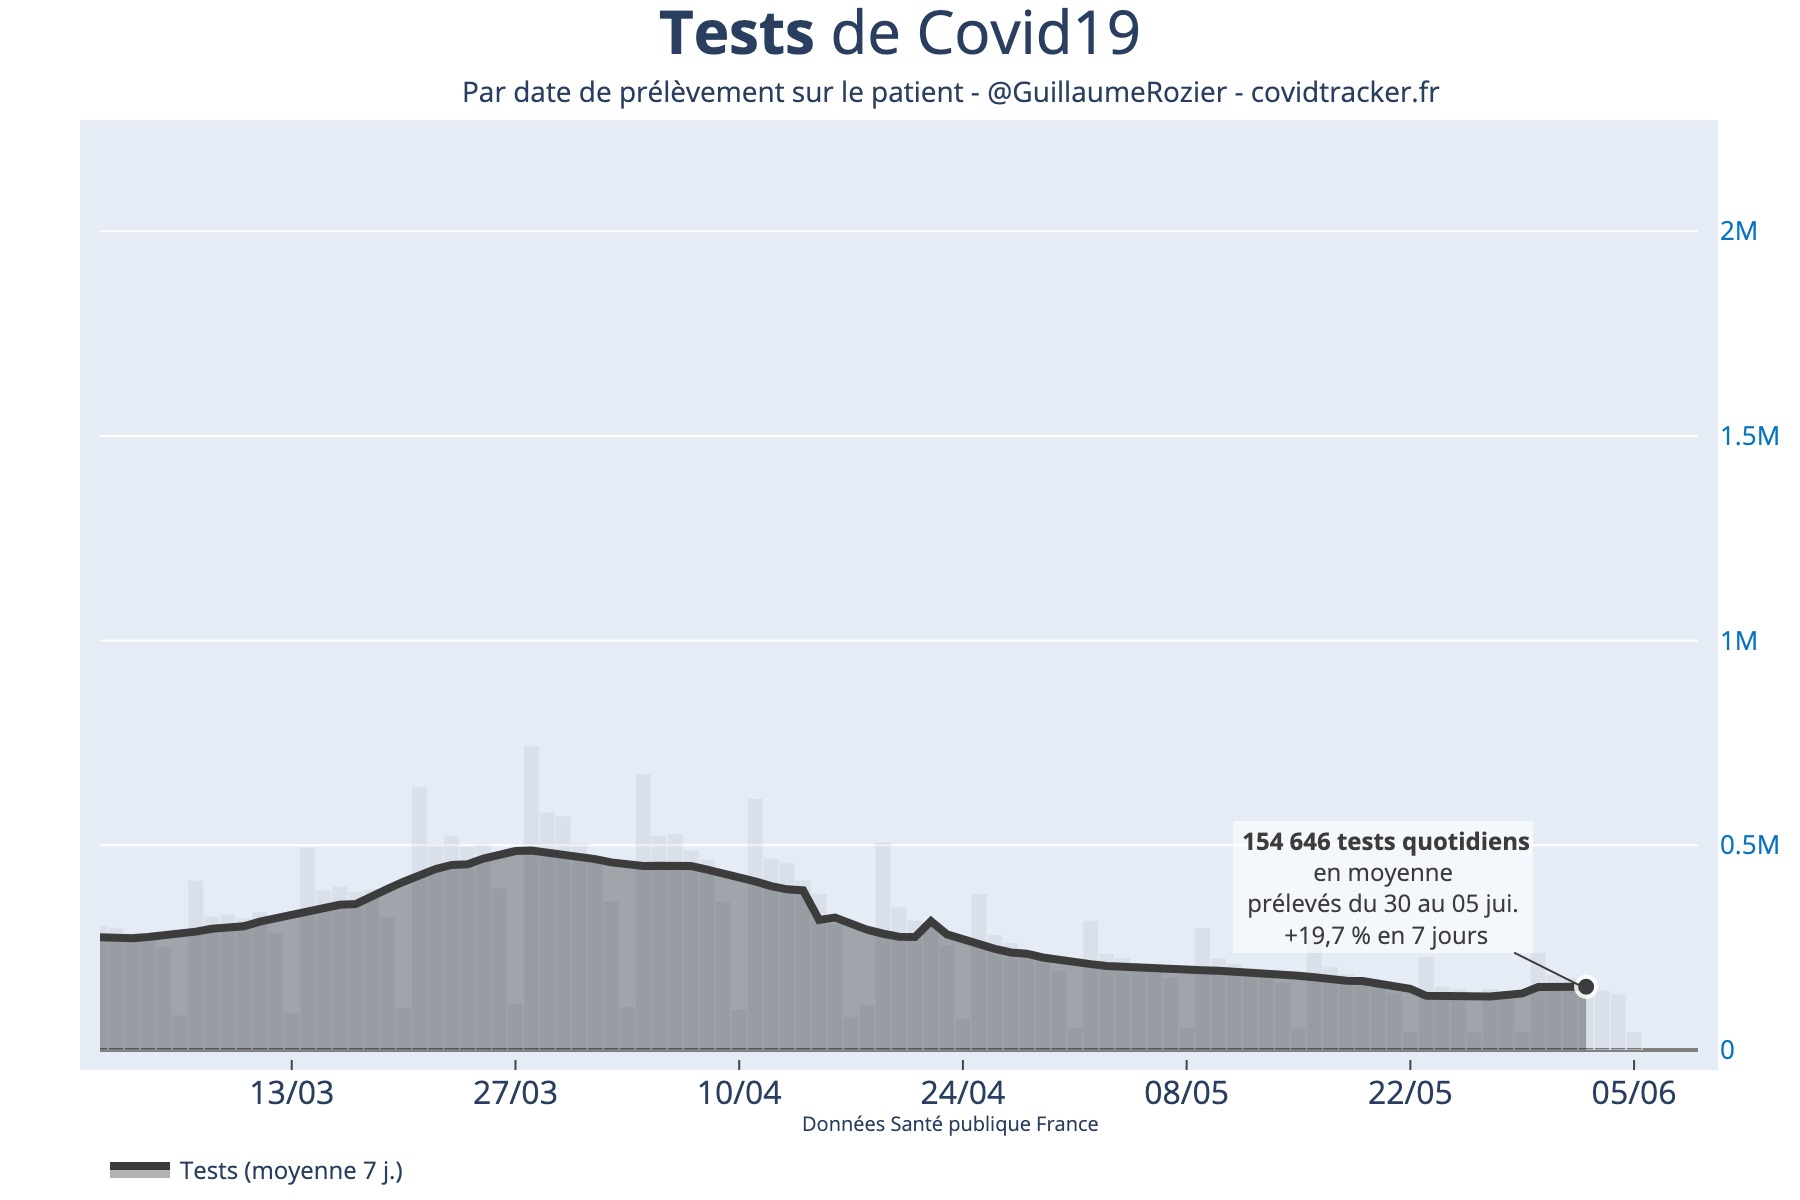 Tests de Covid19
Par date de prélèvement sur le patient - @GuillaumeRozier - covidtracker.fr
2M
1.5M
1M
0.5M
0
154 646 tests quotidiens
en moyenne
prélevés du 30 au 05 jui.
+19,7 % en 7 jours
13/03 27/03 10/04 24/04 08/05 22/05 05/06
Données Santé publique France
Tests (moyenne 7 j.)